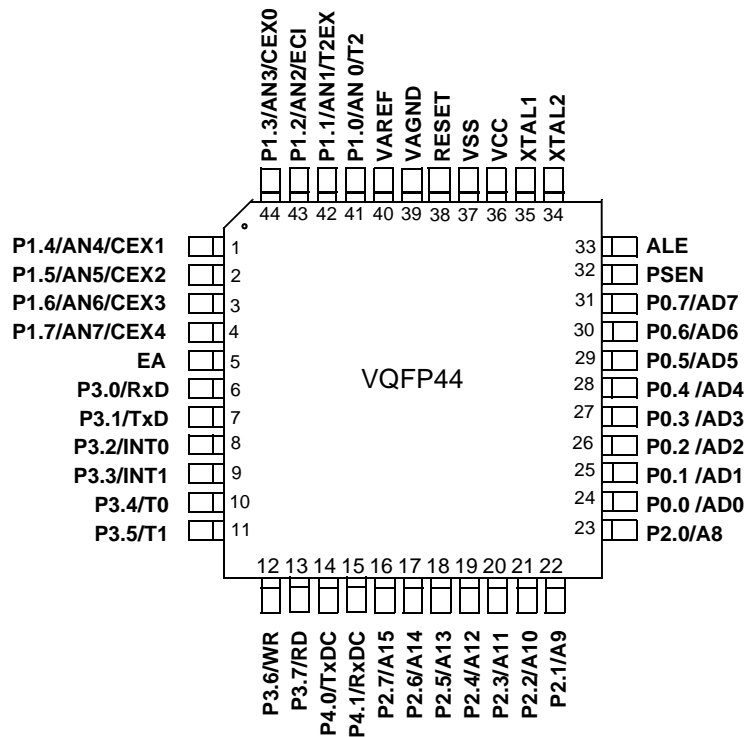 P1.3/AN3/CEX0
P1.2/AN2/ECI
P1.1/AN1/T2EX
P1.0/AN 0/T2
VAREF
VAGND
RESET
VSS
VCC
XTAL1
XTAL2
44 43 42 41 40 39 38 37 36 35 34
P1.4/AN4/CEX1 1
P1.5/AN5/CEX2 2
P1.6/AN6/CEX3 3
P1.7/AN7/CEX4 4
EA 5
P3.0/RxD 6
P3.1/TxD 7
P3.2/INT0 8
P3.3/INT1 9
P3.4/T0 10
P3.5/T1 11
VQFP44
33 ALE
32 PSEN
31 P0.7/AD7
30 P0.6/AD6
29 P0.5/AD5
28 P0.4 /AD4
27 P0.3 /AD3
26 P0.2 /AD2
25 P0.1 /AD1
24 P0.0 /AD0
23 P2.0/A8
12 13 14 15 16 17 18 19 20 21 22
P3.6/WR
P3.7/RD
P4.0/TxDC
P4.1/RxDC
P2.7/A15
P2.6/A14
P2.5/A13
P2.4/A12
P2.3/A11
P2.2/A10
P2.1/A9